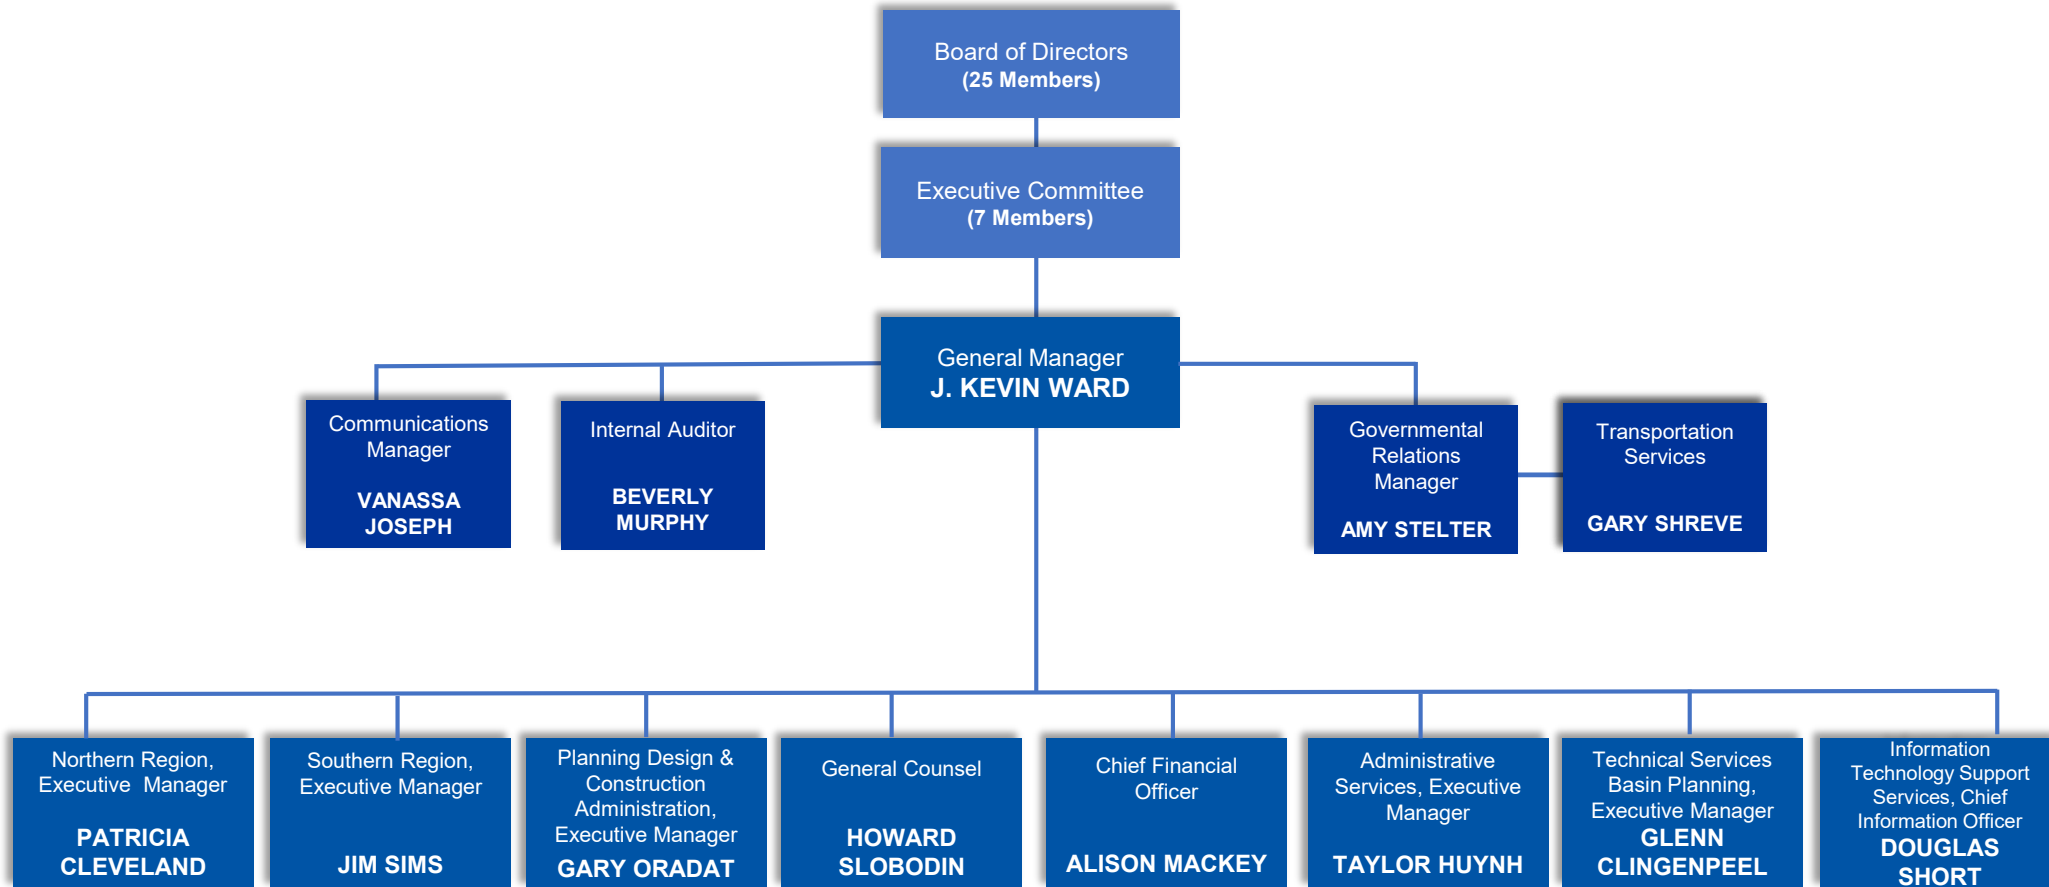 Board of Directors
(25 Members)
Executive Committee
(7 Members)
General Manager
J. KEVIN WARD
Communications
Manager
VANASSA
JOSEPH
Internal Auditor
BEVERLY
MURPHY
Governmental
Relations
Manager
AMY STELTER
Transportation
Services
GARY SHREVE
Northern Region,
Executive Manager
PATRICIA
CLEVELAND
Southern Region,
Executive Manager
JIM SIMS
Planning Design &
Construction
Administration,
Executive Manager
GARY ORADAT
General Counsel
HOWARD
SLOBODIN
Chief Financial
Officer
ALISON MACKEY
Administrative
Services, Executive
Manager
TAYLOR HUYNH
Technical Services
Basin Planning,
Executive Manager
GLENN
CLINGENPEEL
Information
Technology Support
Services, Chief
Information Officer
DOUGLAS
SHORT